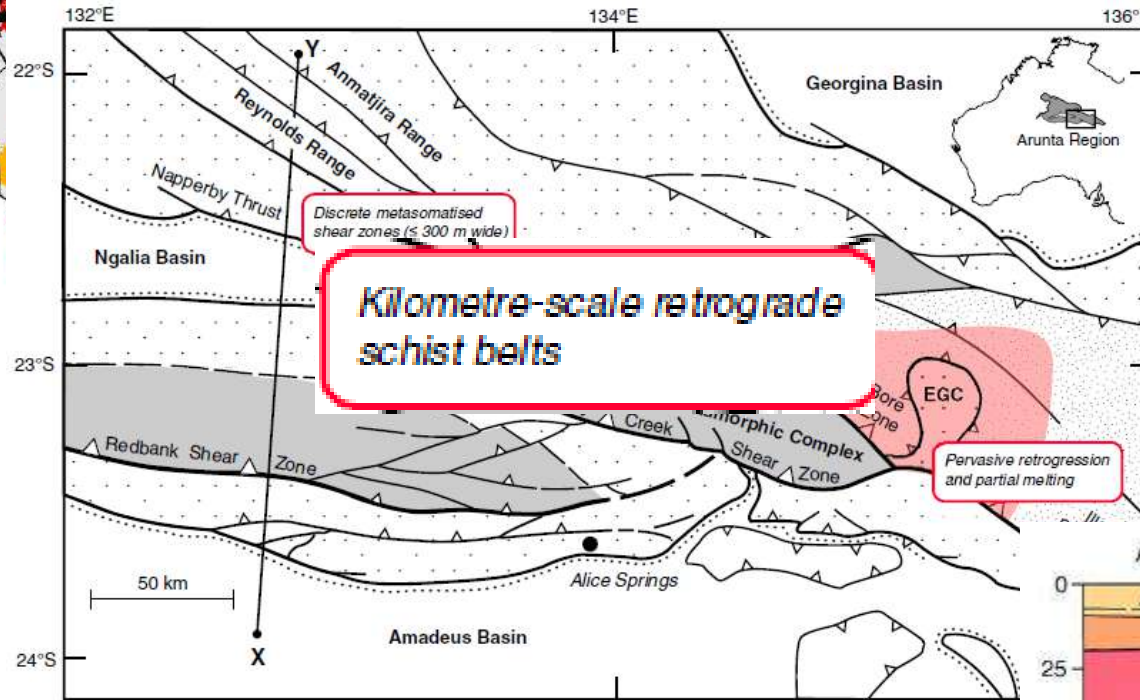 132°E
134°E
136°
22°S
Y
Anmatjira Range
Reynolds Range
Georgina Basin
Arunta Region
Napperby Thrust
Discrete metasomatised
shear zones (≤ 300 m wide)
Ngalia Basin
Kilometre-scale retrograde
schist belts
23°S
Bore
Zone
EGC
Creek
Complex
Shear Zone
Redbank Shear Zone
Pervasive retrogression
and partial melting
Alice Springs
50 km
0
Amadeus Basin
X
24°S
25